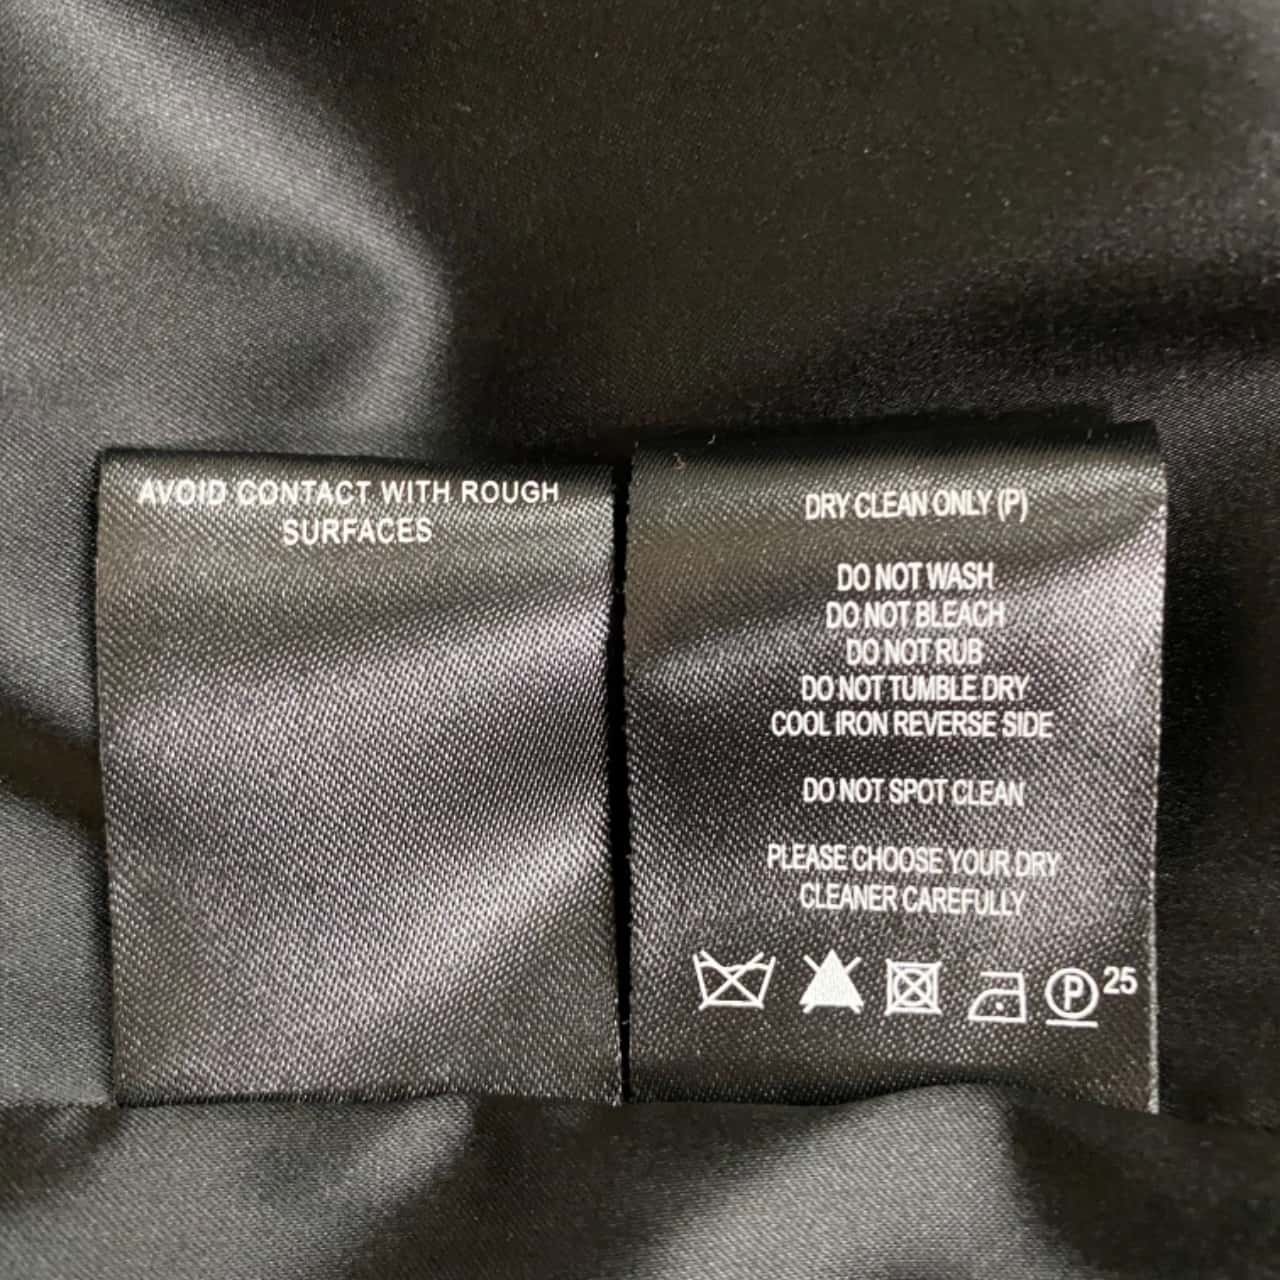 AVOID CONTACT WITH ROUGH
SURFACES
DRY CLEAN ONLY (P)
DO NOT WASH
DO NOT BLEACH
DO NOT RUB
DO NOT TUMBLE DRY
COOL IRON REVERSE SIDE
DO NOT SPOT CLEAN
PLEASE CHOOSE YOUR DRY
CLEANER CAREFULLY
P 25